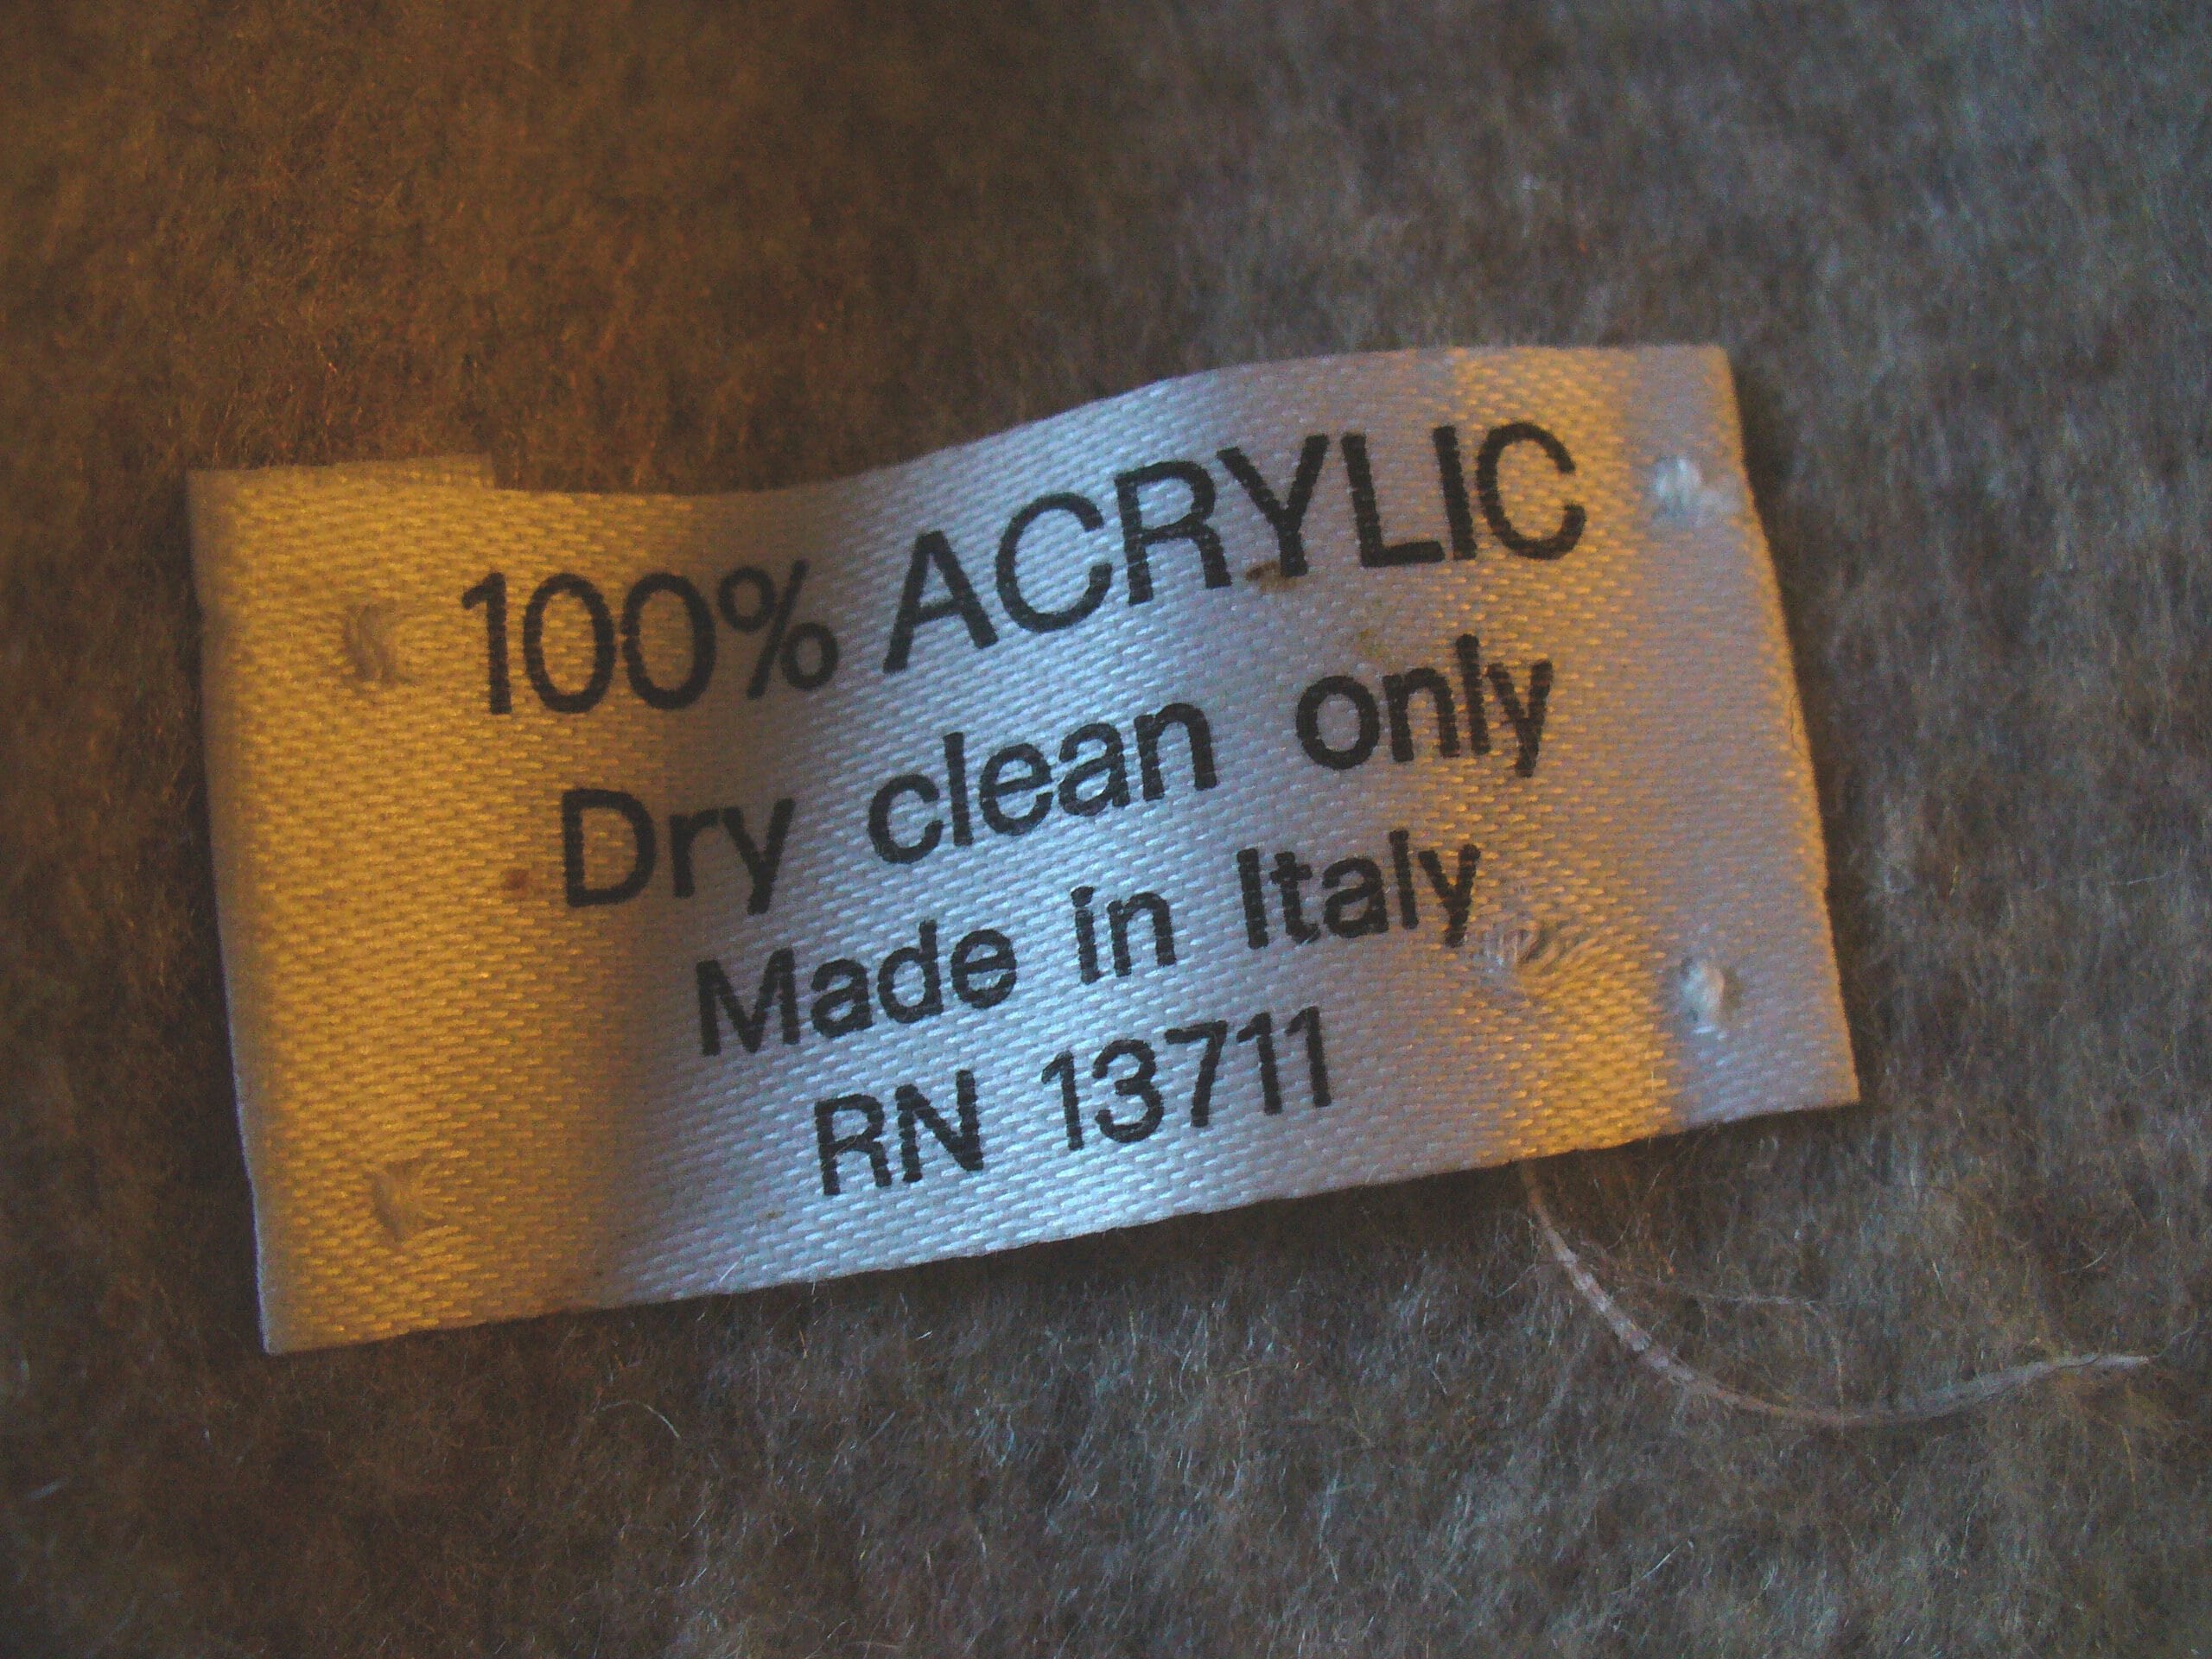 100% ACRYLIC
Dry clean only
Made in Italy
RN 13711